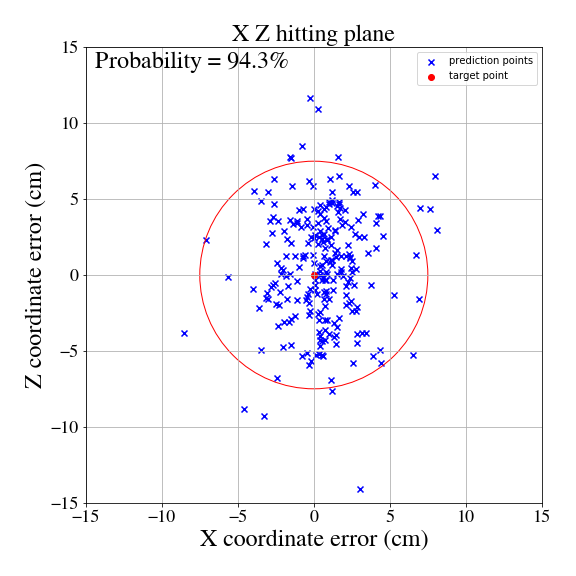 X Z hitting plane
Probability = 94.3%
prediction points
target point
15
10
5
0
−5
−10
−15
Z coordinate error (cm)
−15
−10
−5
0
5
10
15
X coordinate error (cm)